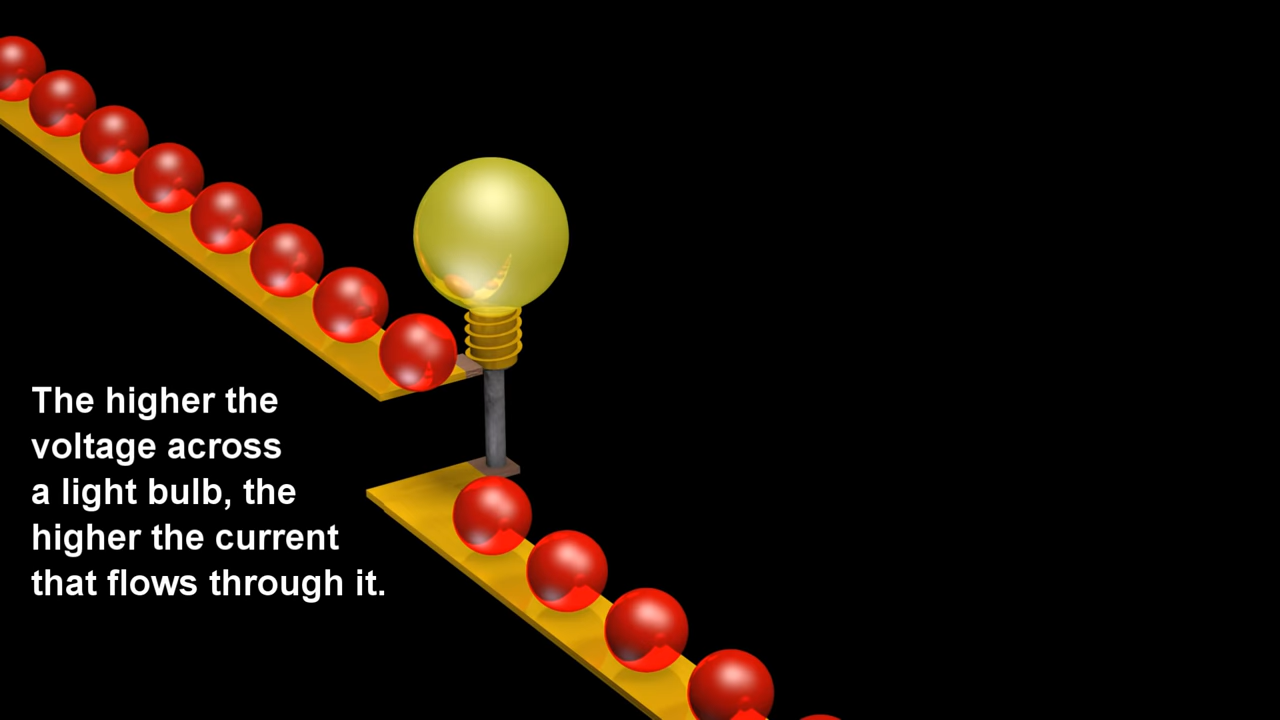 The higher the
voltage across
a light bulb, the
higher the current
that flows through it.